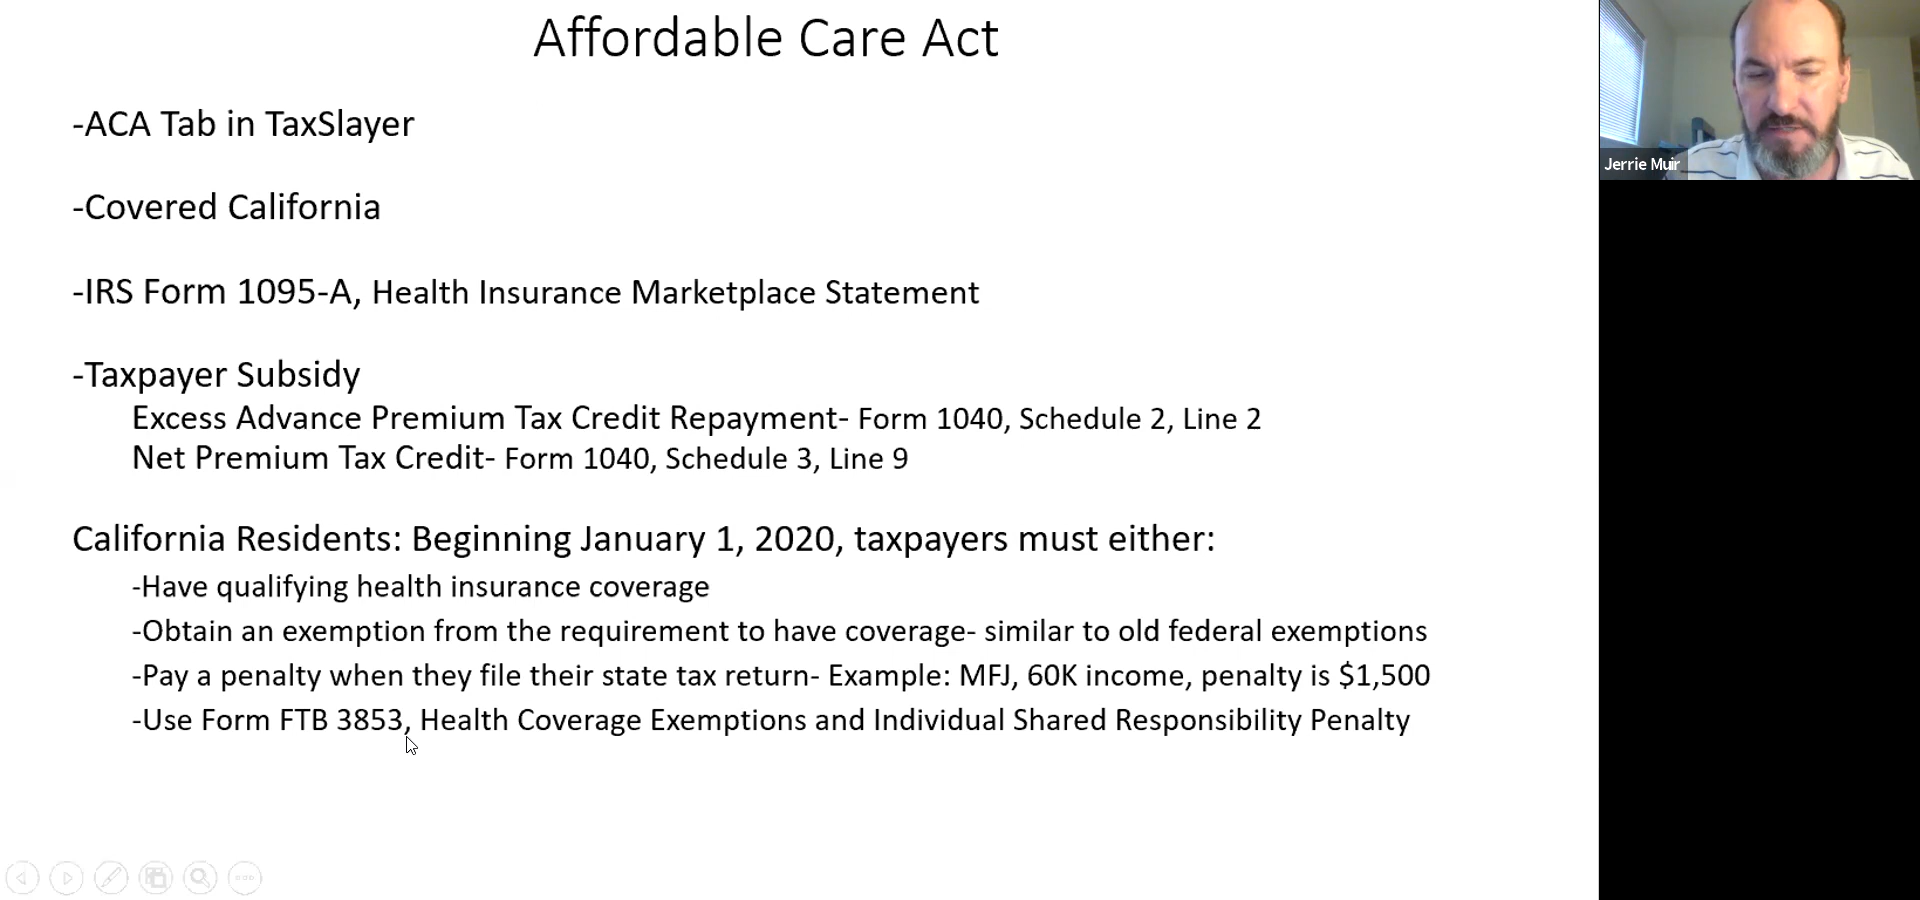 Affordable Care Act
-ACA Tab in TaxSlayer
-Covered California
-IRS Form 1095-A, Health Insurance Marketplace Statement
-Taxpayer Subsidy
Excess Advance Premium Tax Credit Repayment- Form 1040, Schedule 2, Line 2
Net Premium Tax Credit- Form 1040, Schedule 3, Line 9
California Residents: Beginning January 1, 2020, taxpayers must either:
-Have qualifying health insurance coverage
-Obtain an exemption from the requirement to have coverage- similar to old federal exemptions
-Pay a penalty when they file their state tax return- Example: MFJ, 60K income, penalty is $1,500
-Use Form FTB 3853, Health Coverage Exemptions and Individual Shared Responsibility Penalty
Jerrie Muir